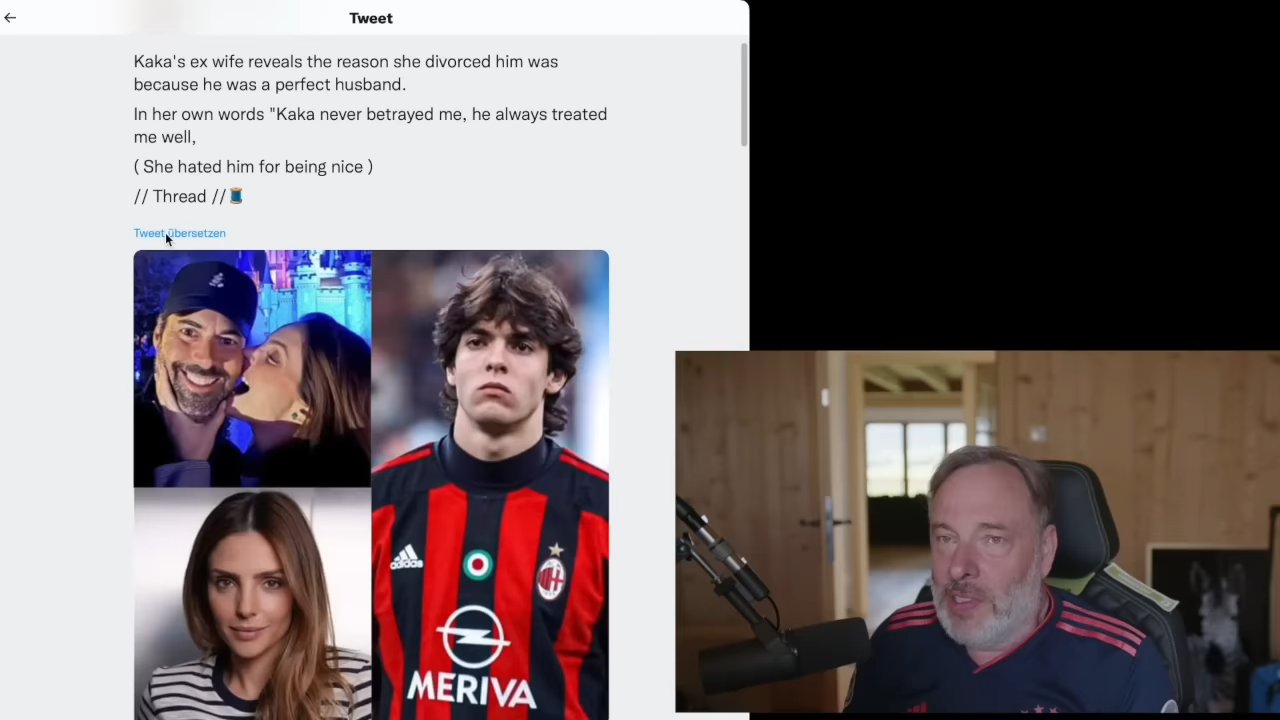 Tweet
Kaka's ex wife reveals the reason she divorced him was
because he was a perfect husband.
In her own words "Kaka never betrayed me, he always treated
me well,
( She hated him for being nice )
// Thread //🧵
Tweet übersetzen
adidas
MERIVA